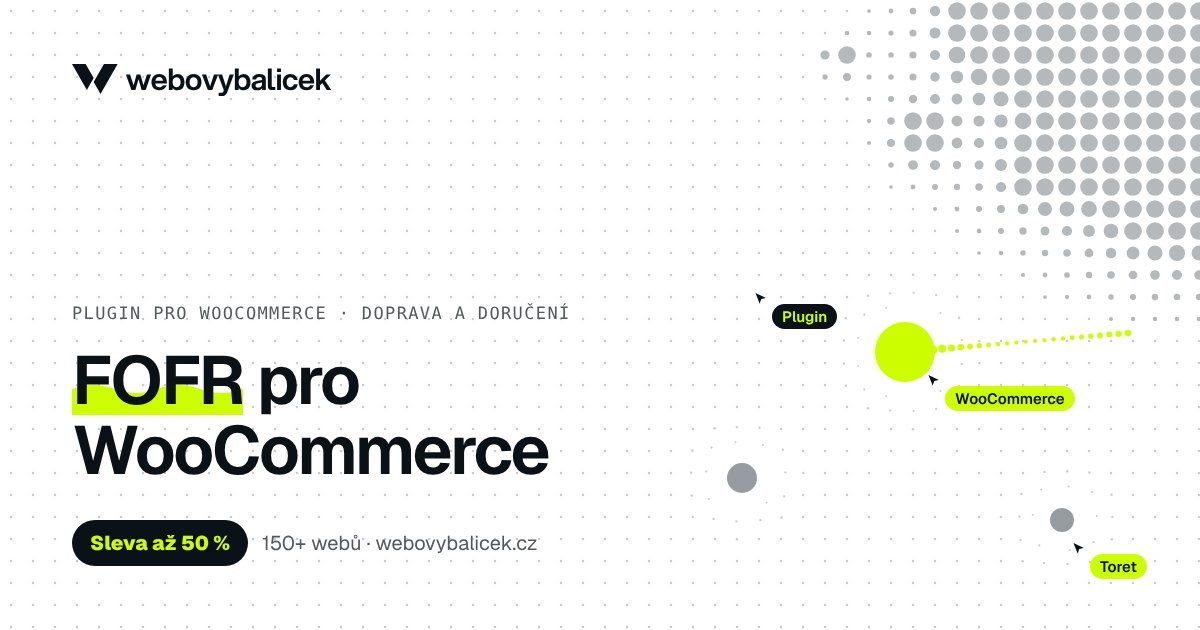 webovybalicek
PLUGIN PRO WOOCOMMERCE · DOPRAVA A DORUČENÍ
FOFR pro
WooCommerce
Sleva až 50 %
150+ webů · webovybalicek.cz
Plugin
WooCommerce
Toret